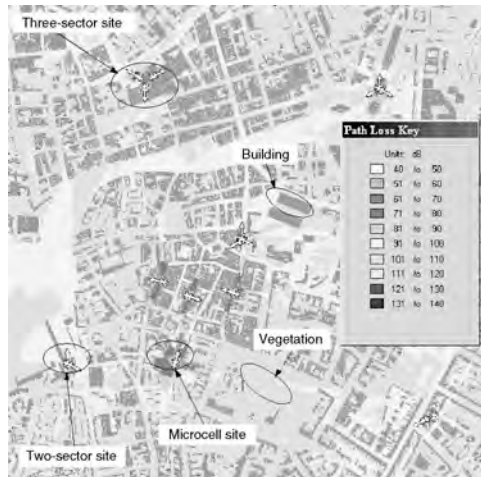 Three-sector site
Building
Path Loss Key
Units dB
40 to 50
51 to 60
61 to 70
71 to 80
81 to 90
91 to 100
101 to 110
111 to 120
121 to 130
131 to 140
Vegetation
Microcell site
Two-sector site